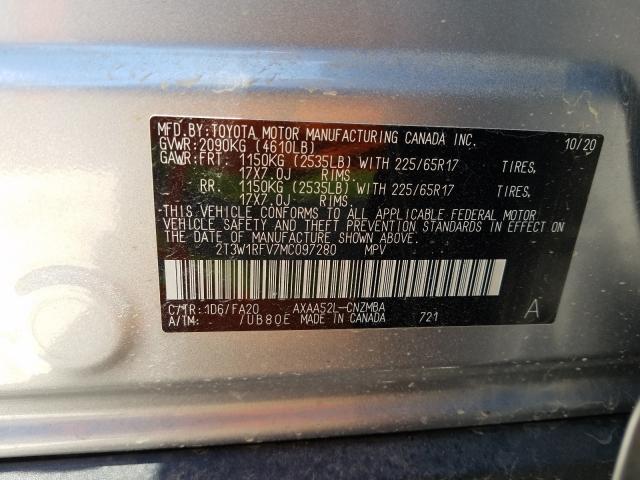 MFD.BY:TOYOTA MOTOR MANUFACTURING CANADA INC. 10/20
GVWR:2090KG (4610LB)
GAWR:FRT. 1150KG (2535LB) WITH 225/65R17 TIRES,
17X7.0J RIMS.
RR. 1150KG (2535LB) WITH 225/65R17 TIRES,
17X7.0J RIMS.
THIS VEHICLE CONFORMS TO ALL APPLICABLE FEDERAL MOTOR
VEHICLE SAFETY AND THEFT PREVENTION STANDARDS IN EFFECT ON
THE DATE OF MANUFACTURE SHOWN ABOVE.
2T3W1RFV7MC097280 MPV
C/TR:1D6/FA20 AXAA52L-CNZMBA A
A/TM: /UB80E MADE IN CANADA 721